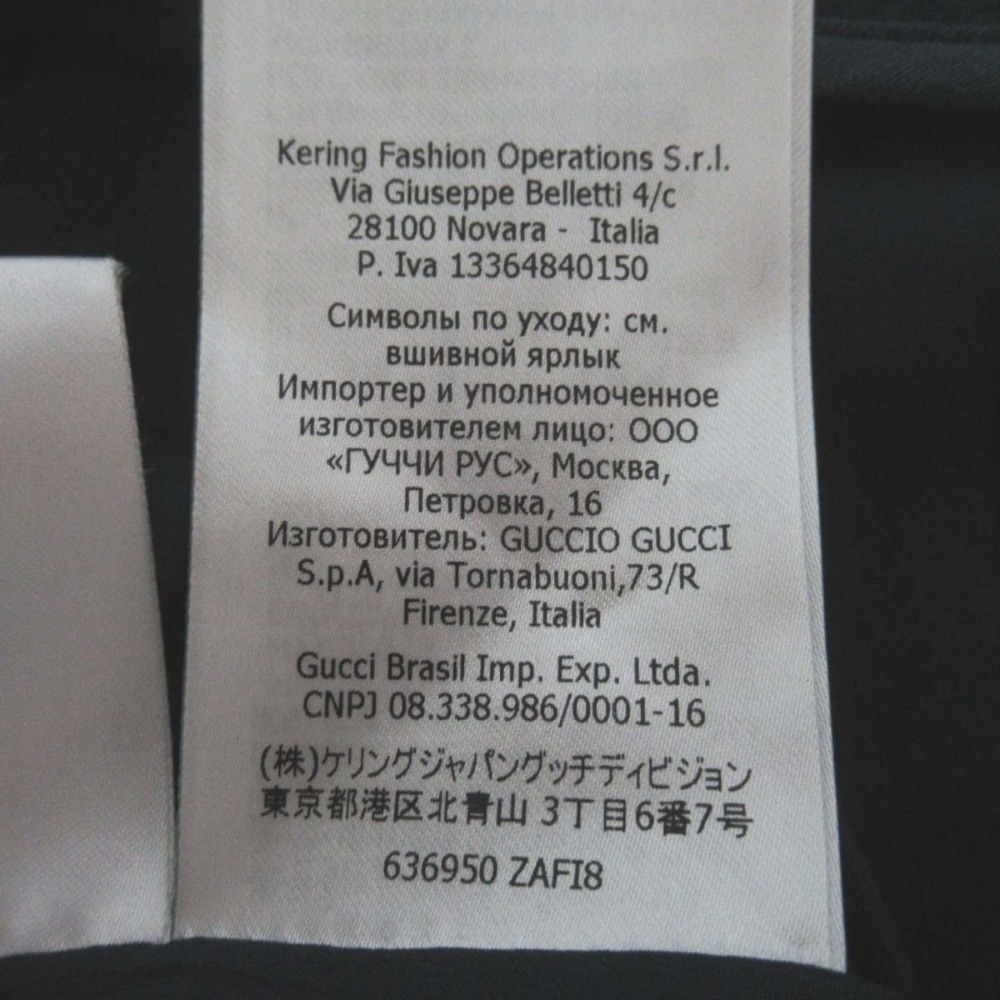 Kering Fashion Operations S.r.l.
Via Giuseppe Belletti 4/c
28100 Novara - Italia
P. Iva 13364840150
Символы по уходу: см.
вшивной ярлык
Импортер и уполномоченное
изготовителем лицо: ООО
«ГУЧЧИ РУС», Москва,
Петровка, 16
Изготовитель: GUCCIO GUCCI
S.p.A, via Tornabuoni,73/R
Firenze, Italia
Gucci Brasil Imp. Exp. Ltda.
CNPJ 08.338.986/0001-16
(株)ケリングジャパングッチディビジョン
東京都港区北青山 3丁目6番7号
636950 ZAFI8